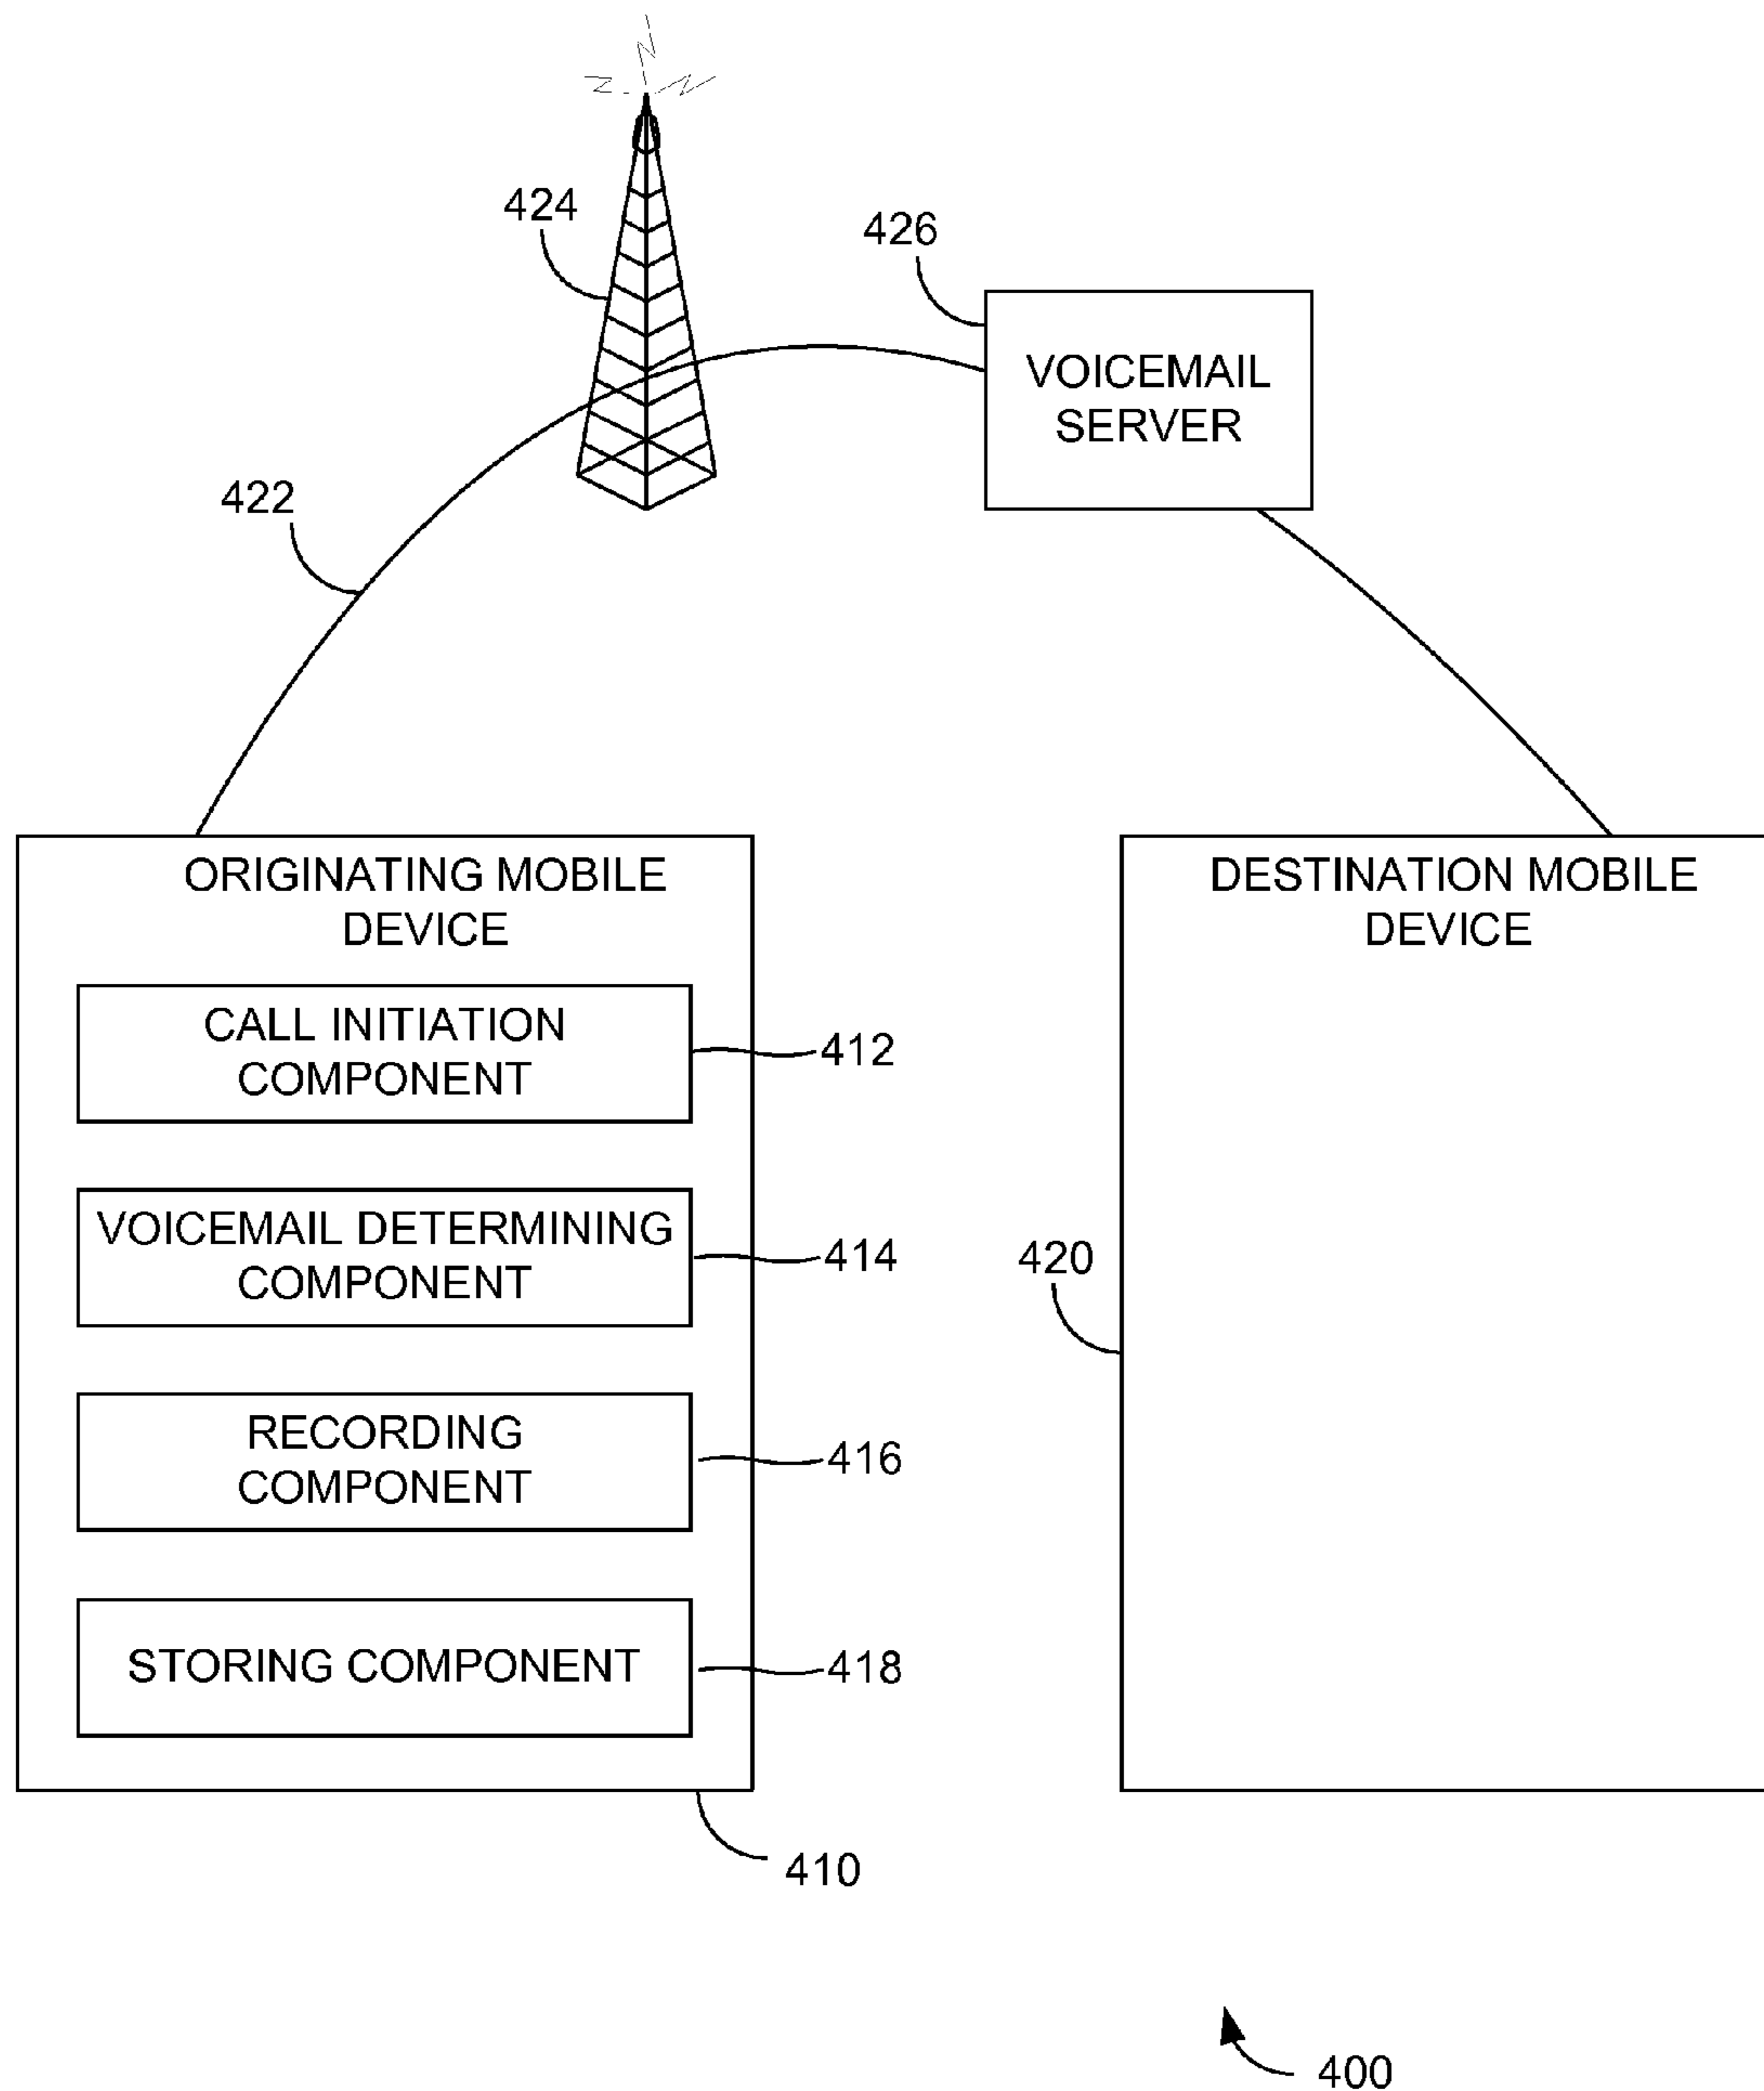 424
426
VOICEMAIL
SERVER
422
ORIGINATING MOBILE
DEVICE
CALL INITIATION
COMPONENT
412
VOICEMAIL DETERMINING
COMPONENT
414
RECORDING
COMPONENT
416
STORING COMPONENT
418
410
DESTINATION MOBILE
DEVICE
420
400